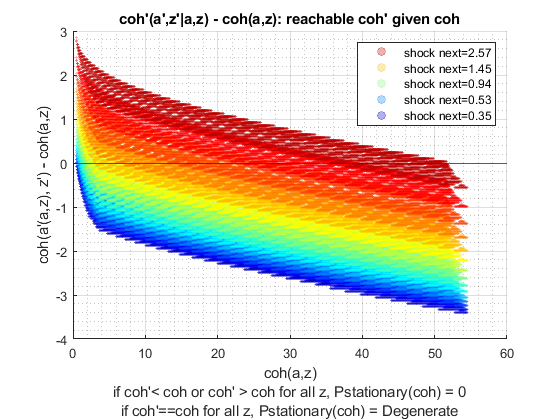 coh'(a',z'|a,z) - coh(a,z): reachable coh' given coh
3
2
1
0
-1
-2
-3
-4
coh(a'(a,z), z') - coh(a,z)
shock next=2.57
shock next=1.45
shock next=0.94
shock next=0.53
shock next=0.35
0 10 20 30 40 50 60
coh(a,z)
if coh'< coh or coh' > coh for all z, Pstationary(coh) = 0
if coh'==coh for all z, Pstationary(coh) = Degenerate